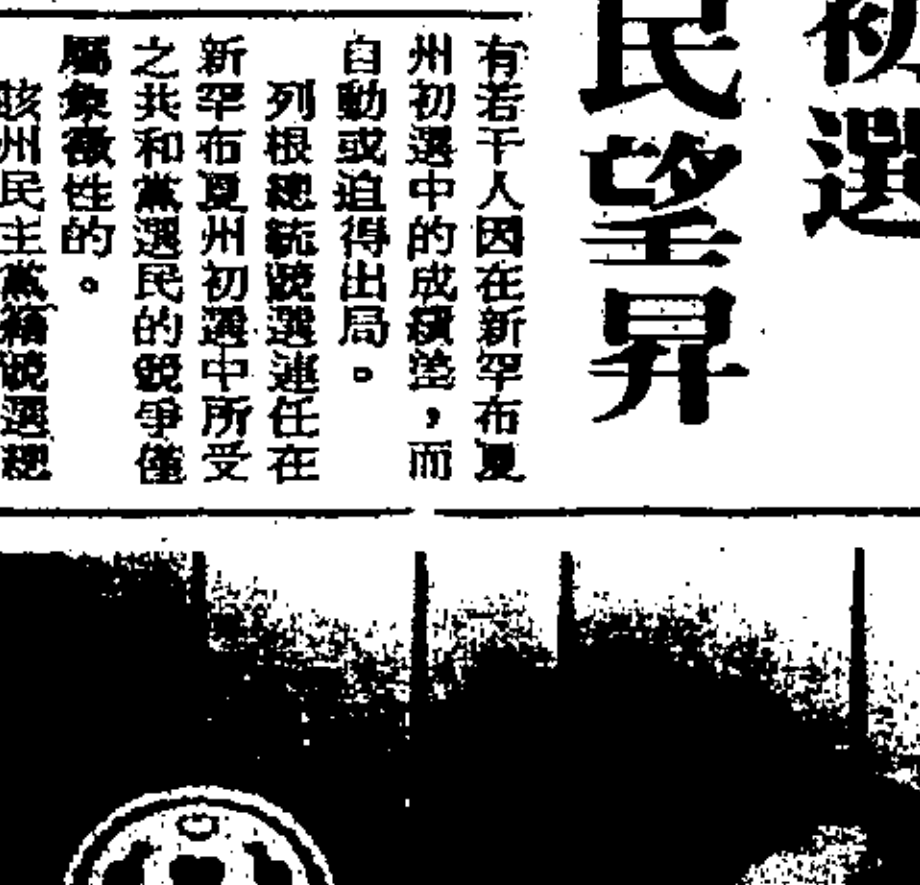 初選
民望昇
有若干人因在新罕布夏
州初選中的成績差，而
自動或迫得出局。
列根總統競選連任在
新罕布夏州初選中所受
之共和黨選民的競爭僅
屬象徵性的。
該州民主黨籍競選總